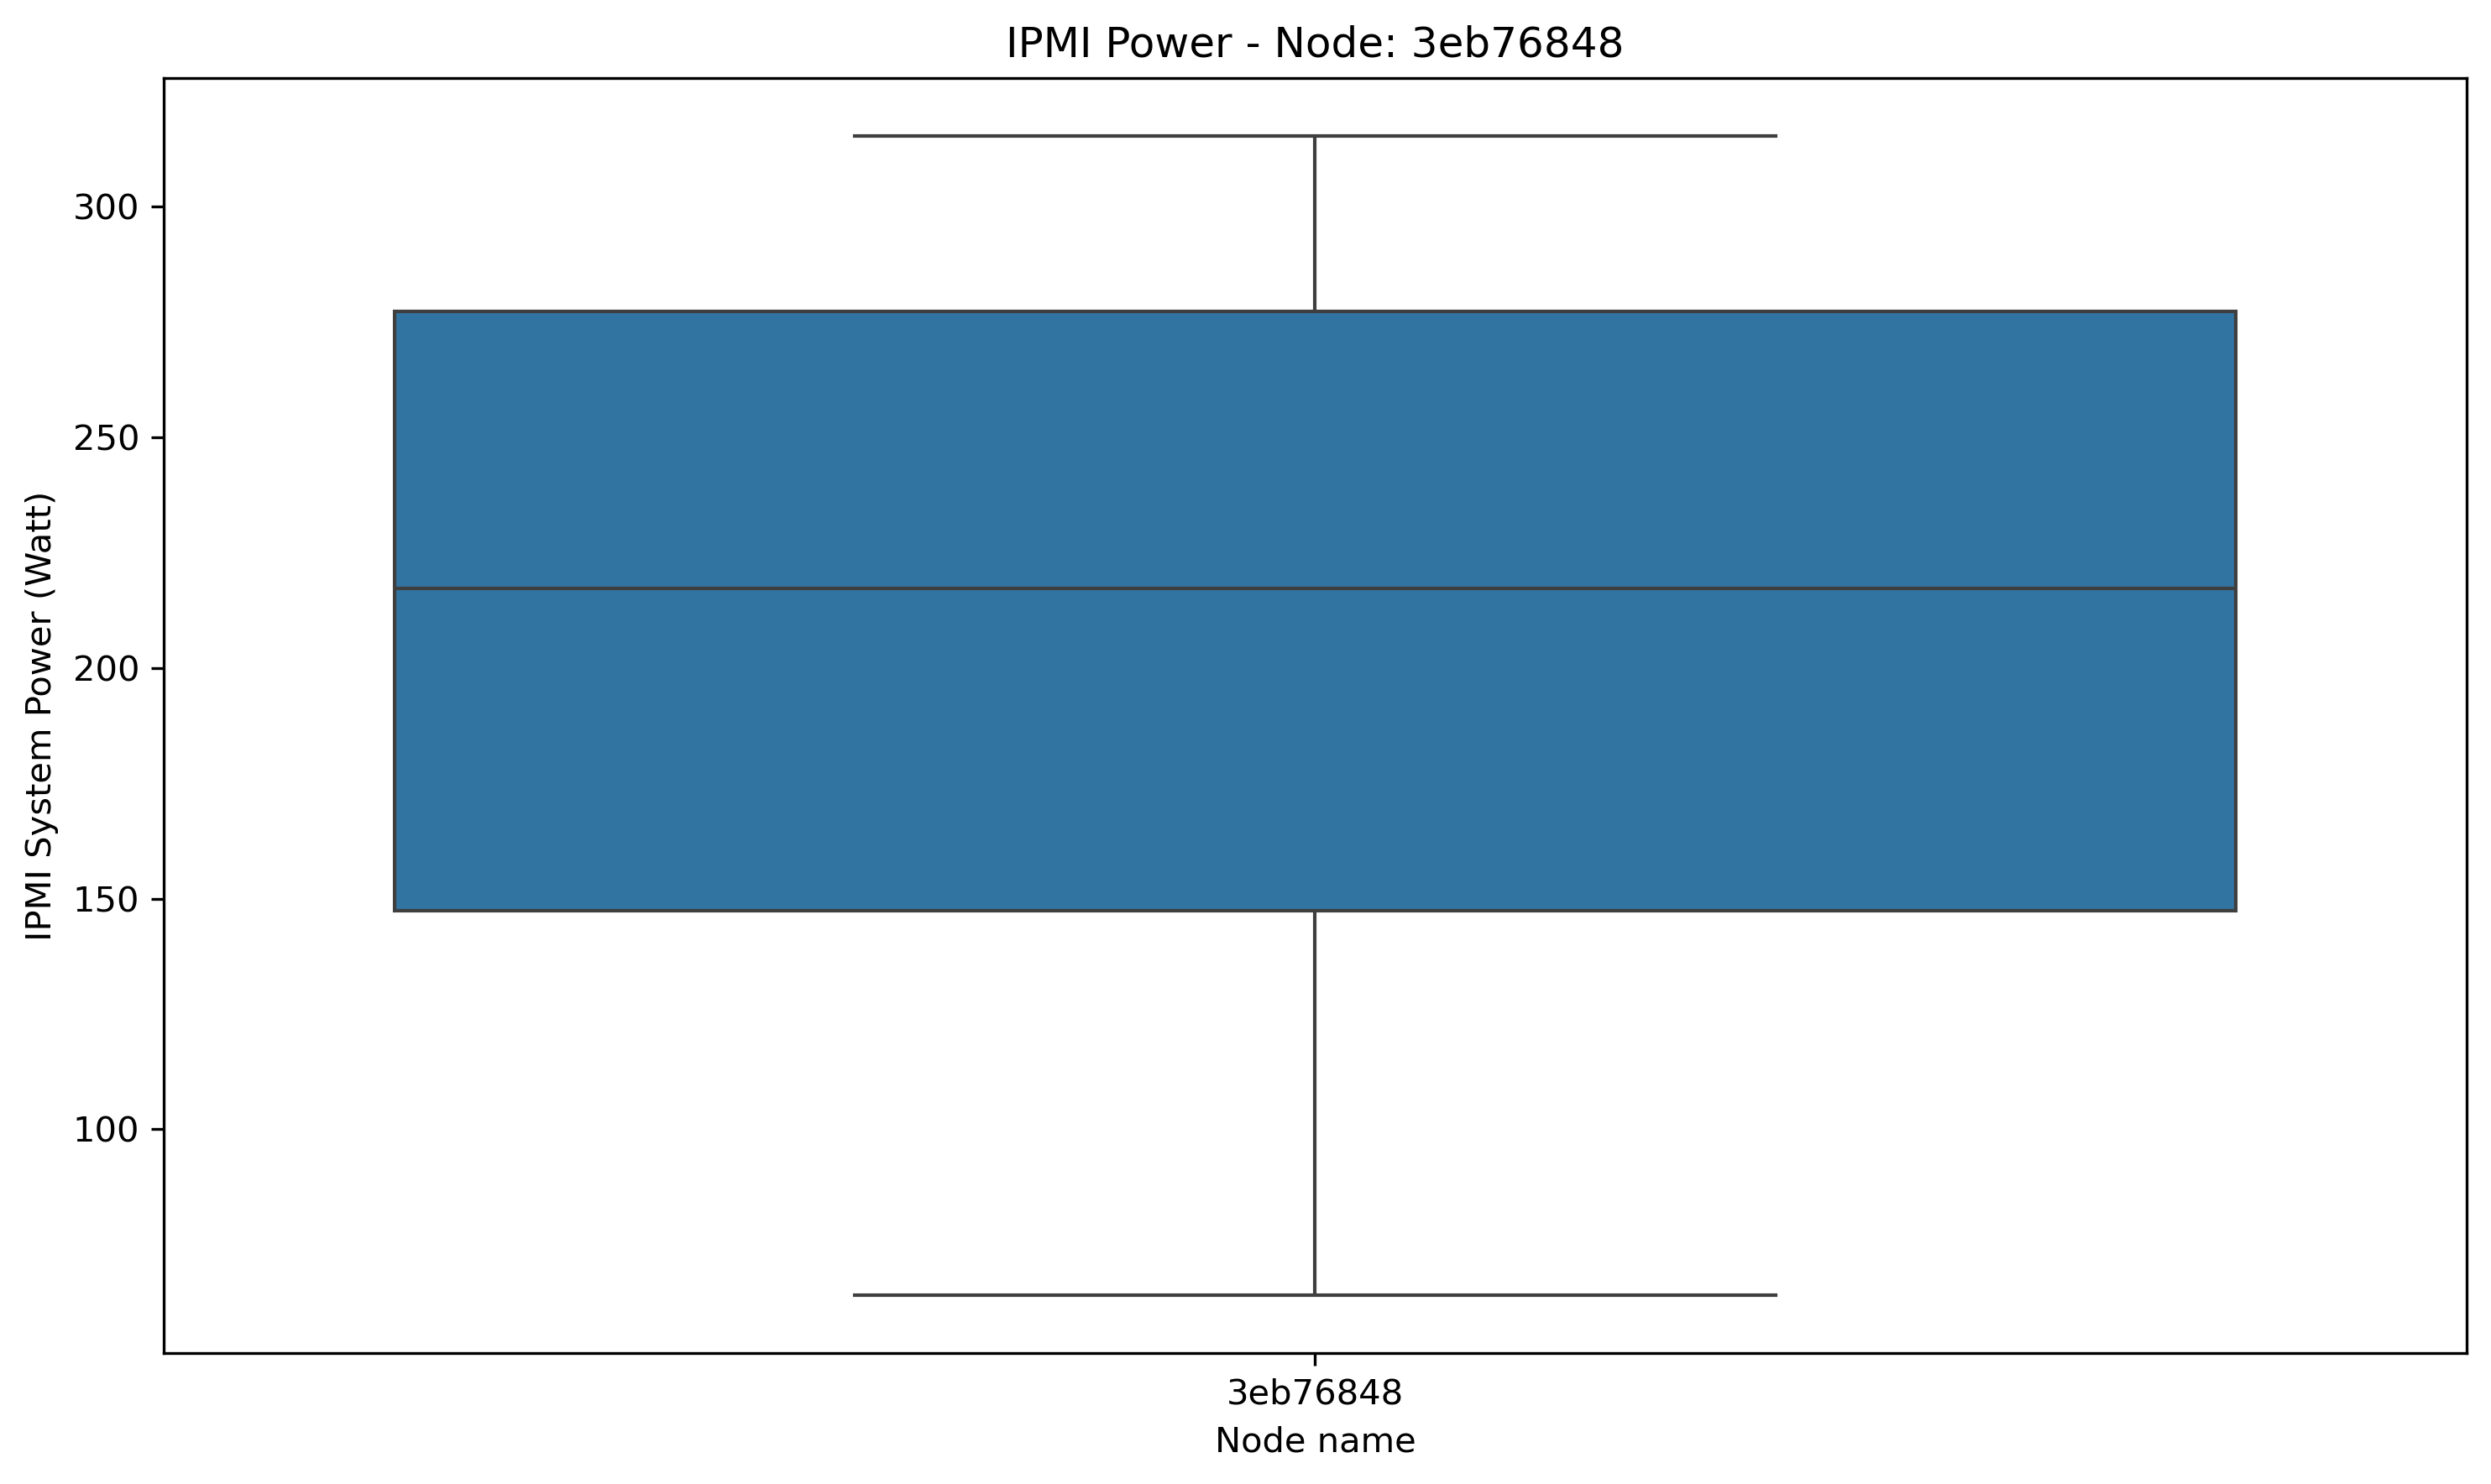 IPMI Power - Node: 3eb76848
IPMI System Power (Watt)
300
250
200
150
100
3eb76848
Node name